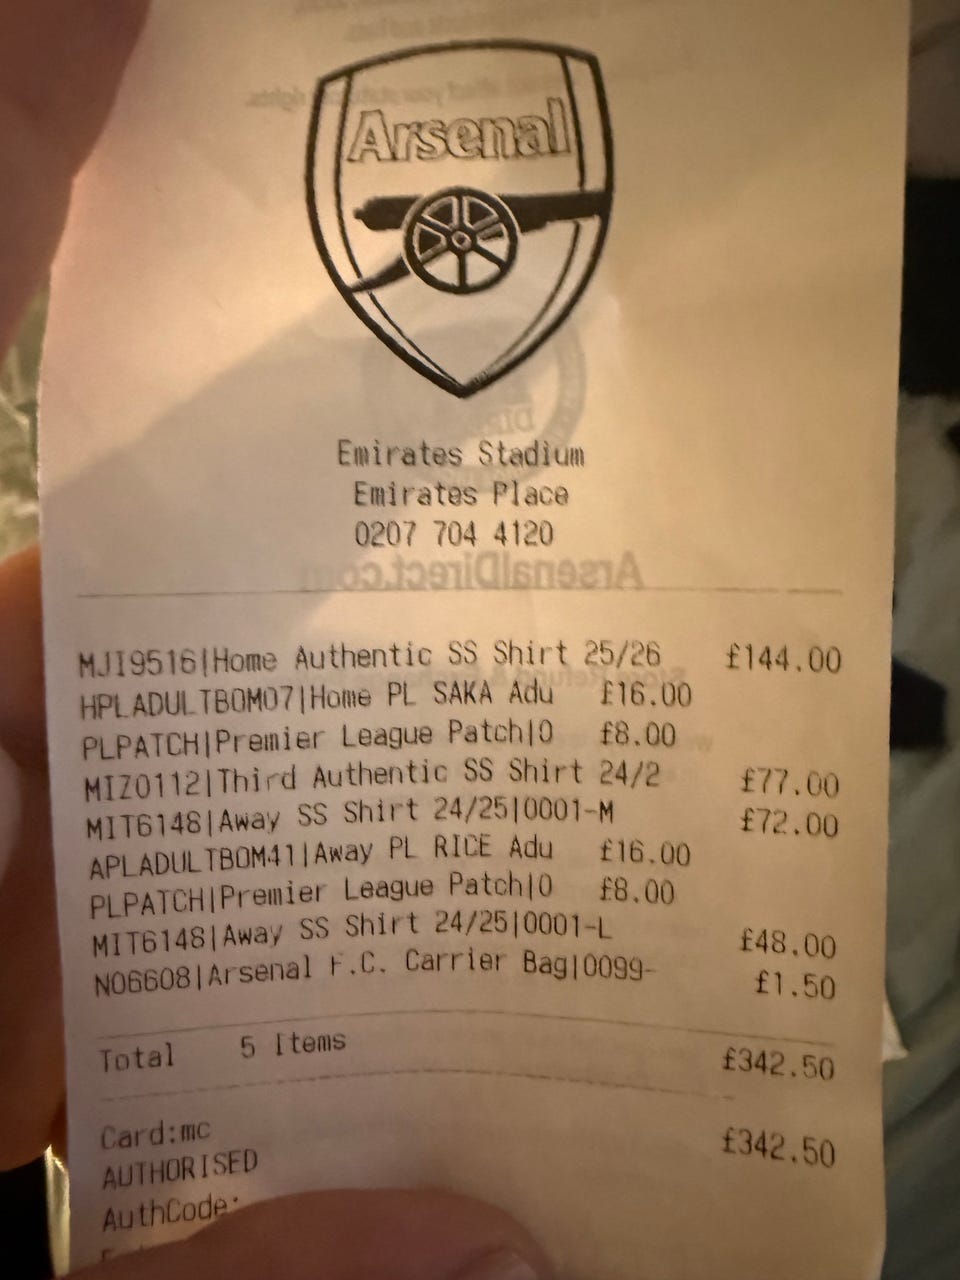 Arsenal
Emirates Stadium
Emirates Place
0207 704 4120
ArsenalDirect.com
MJI9516|Home Authentic SS Shirt 25/26 £144.00
HPLADULTBOM07|Home PL SAKA Adu £16.00
PLPATCH|Premier League Patch|0 £8.00
MIZ0112|Third Authentic SS Shirt 24/2 £77.00
MIT6148|Away SS Shirt 24/25|0001-M £72.00
APLADULTBOM41|Away PL RICE Adu £16.00
PLPATCH|Premier League Patch|0 £8.00
MIT6148|Away SS Shirt 24/25|0001-L £48.00
N06608|Arsenal F.C. Carrier Bag|0099- £1.50
Total 5 Items £342.50
Card:mc £342.50
AUTHORISED
AuthCode: